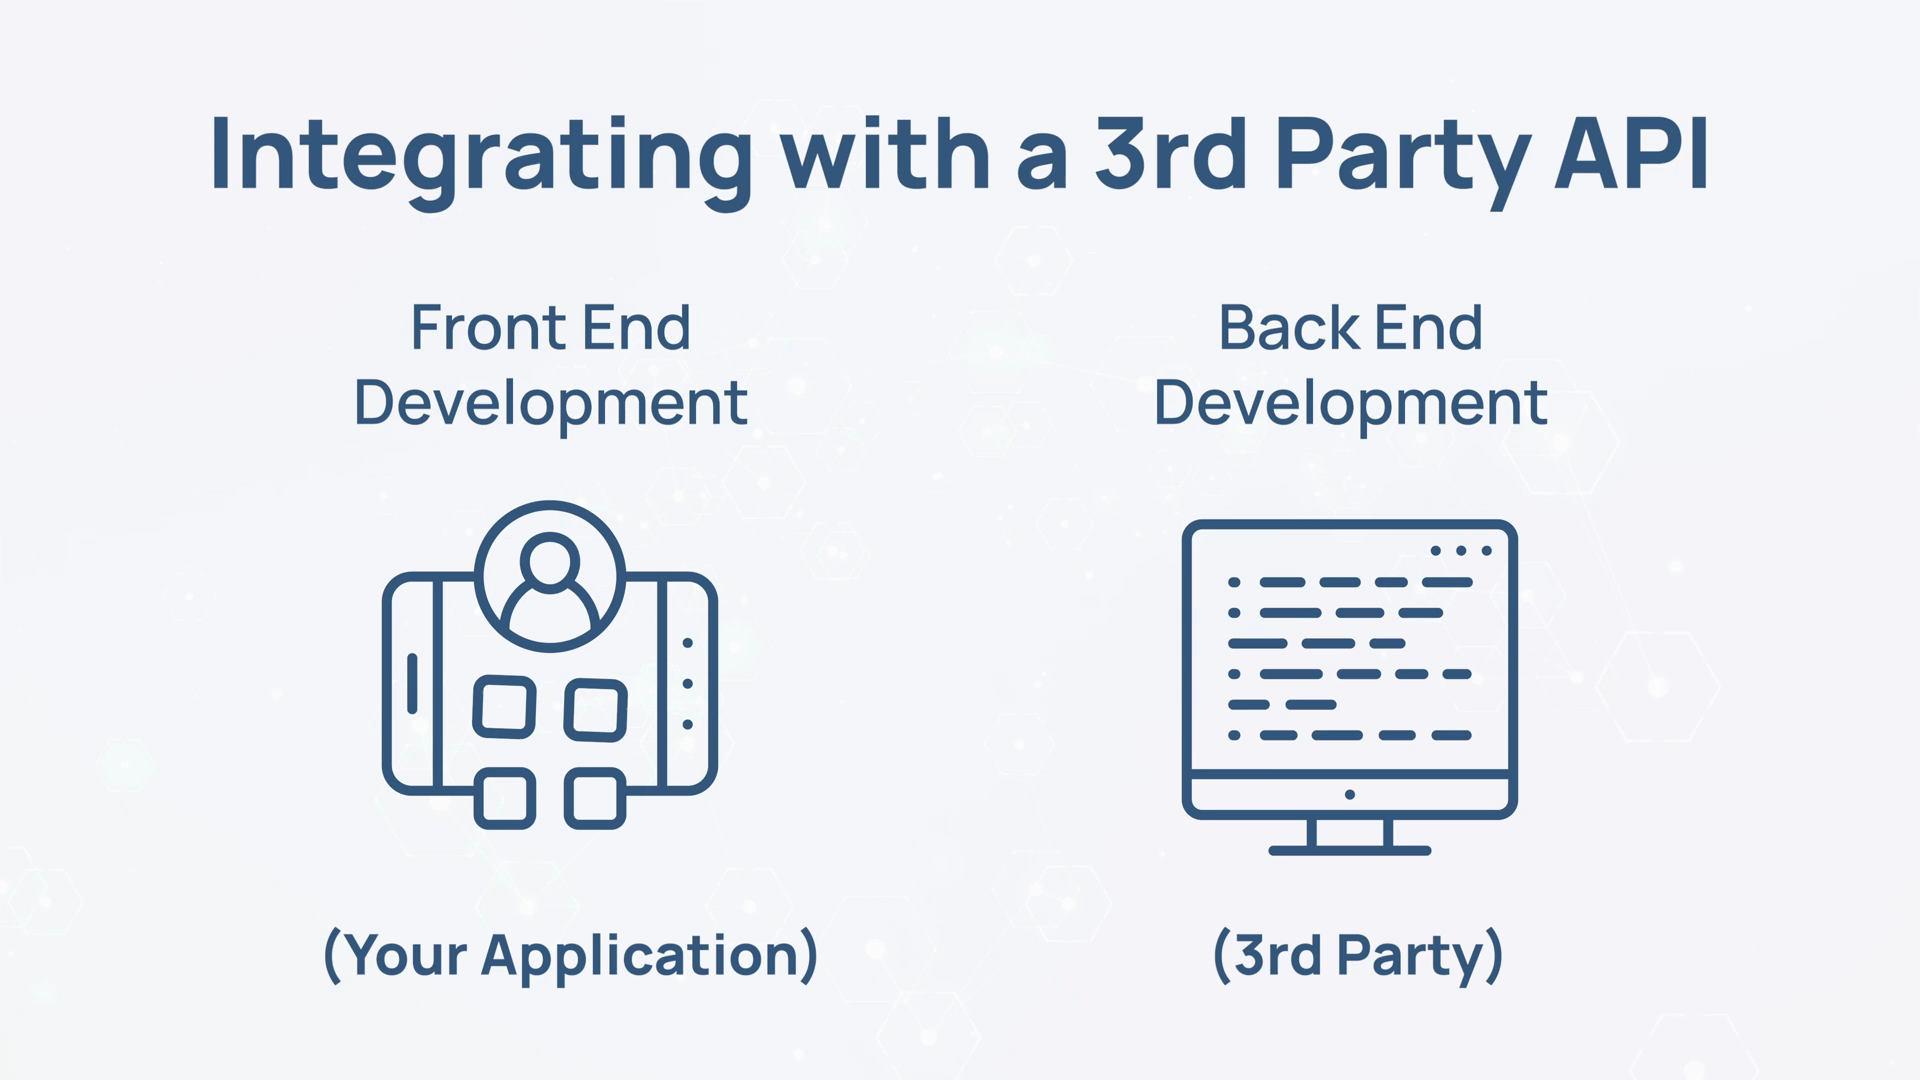 Integrating with a 3rd Party API
Front End
Development
Back End
Development
(Your Application)
(3rd Party)